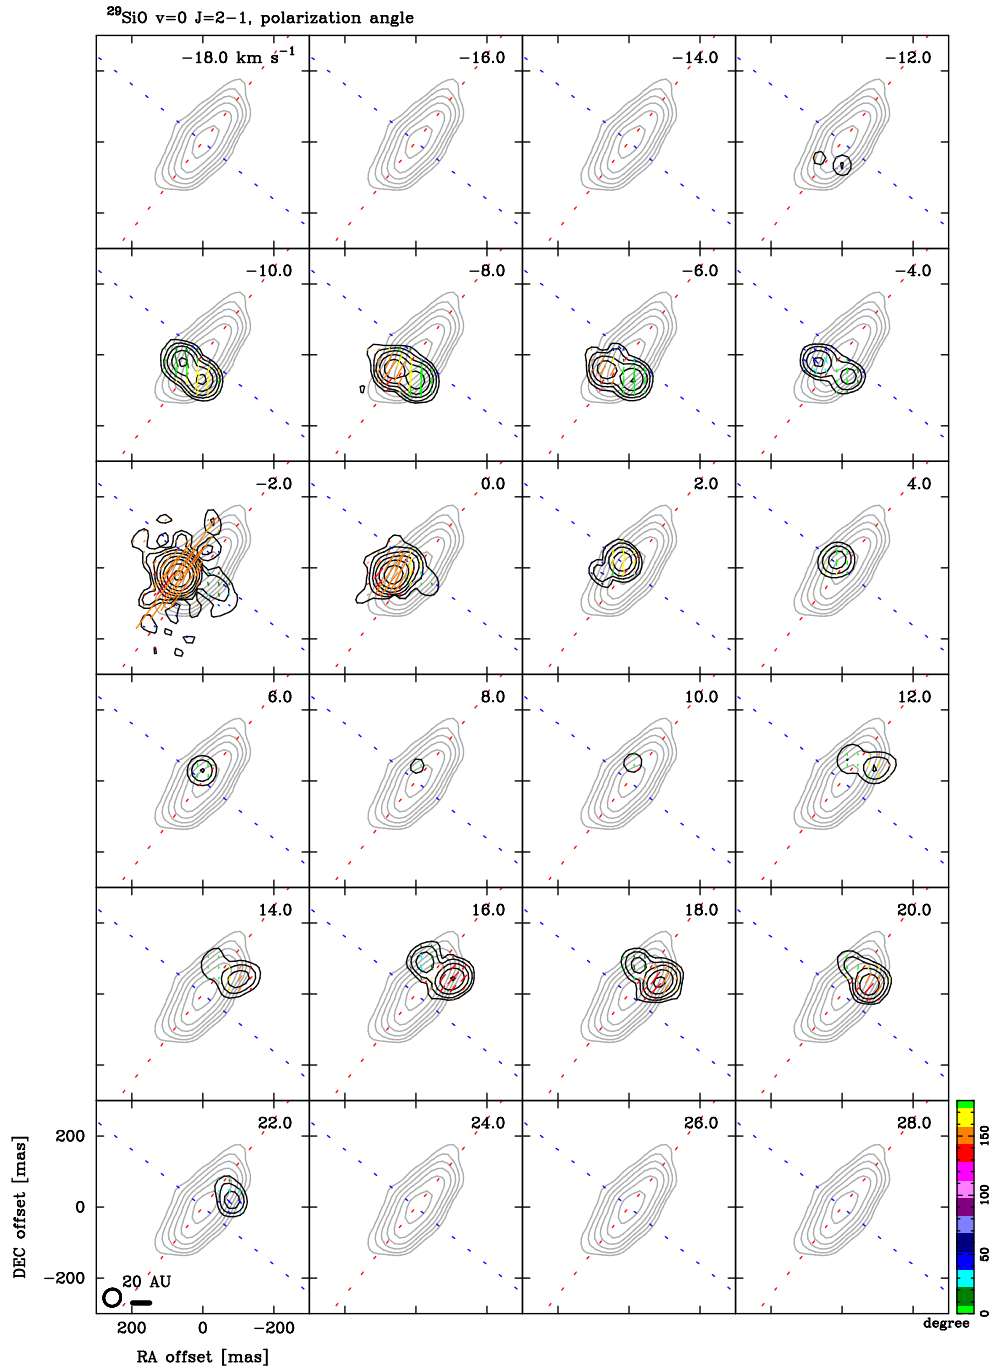 ²⁹SiO v=0 J=2−1, polarization angle
−18.0 km s⁻¹ −16.0 −14.0 −12.0
−10.0 −8.0 −6.0 −4.0
−2.0 0.0 2.0 4.0
6.0 8.0 10.0 12.0
14.0 16.0 18.0 20.0
22.0 24.0 26.0 28.0
200
0
−200
DEC offset [mas]
20 AU
200 0 −200
RA offset [mas]
0 50 100 150
degree